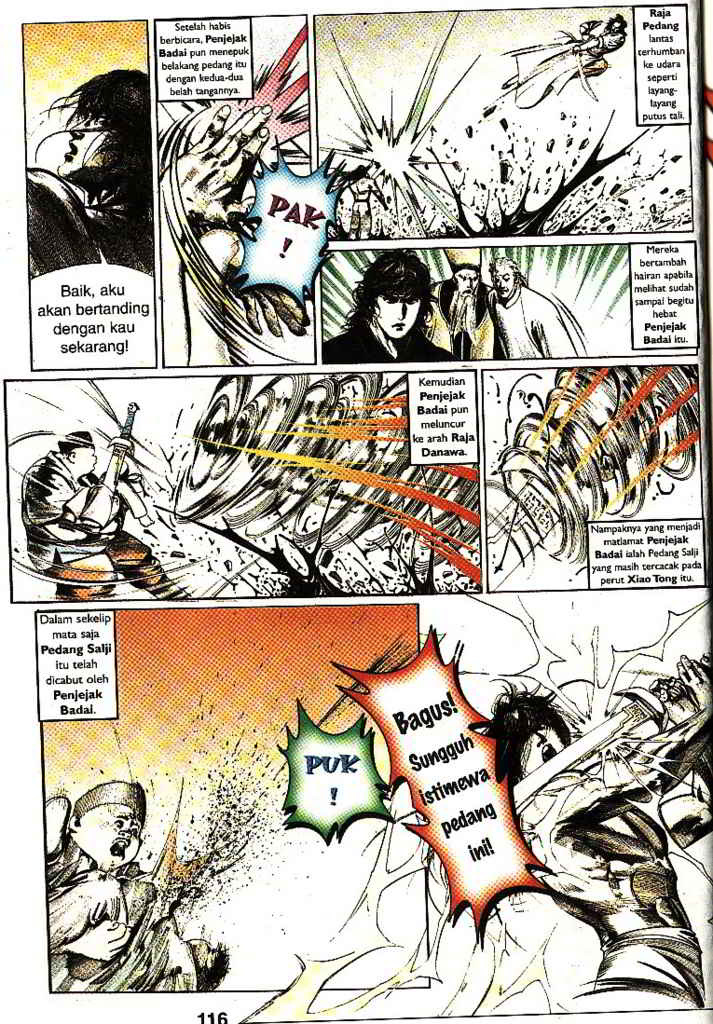 Setelah habis
berbicara, Penjejak
Badai pun menepuk
belakang pedang itu
dengan kedua-dua
belah tangannya.
Raja
Pedang
lantas
terhumban
ke udara
seperti
layang-
layang
putus tali.
PAK
!
Baik, aku
akan bertanding
dengan kau
sekarang!
Mereka
bertambah
hairan apabila
melihat sudah
sampai begitu
hebat
Penjejak
Badai itu.
Kemudian
Penjejak
Badai pun
meluncur
ke arah Raja
Danawa.
Nampaknya yang menjadi
matlamat Penjejak
Badai ialah Pedang Salji
yang masih tercacak pada
perut Xiao Tong itu.
Dalam sekelip
mata saja
Pedang Salji
itu telah
dicabut oleh
Penjejak
Badai.
PUK
!
Bagus!
Sungguh
istimewa
pedang
ini!
116